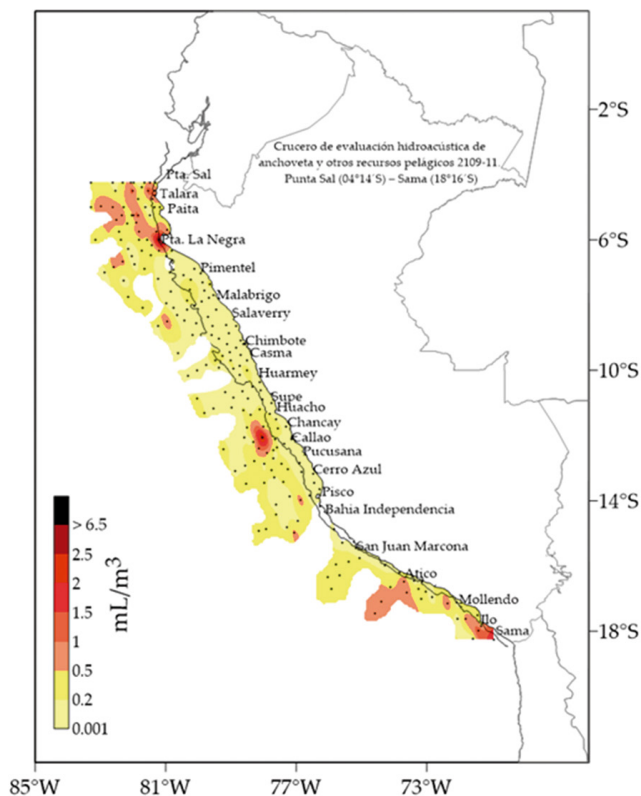 Crucero de evaluación hidroacústica de
anchoveta y otros recursos pelágicos 2109-11
Punta Sal (04°14´S) – Sama (18°16´S)
2°S
Pta. Sal
Talara
Paita
Pta. La Negra
6°S
Pimentel
Malabrigo
Salaverry
Chimbote
Casma
10°S
Huarmey
Supe
Huacho
Chancay
Callao
Pucusana
Cerro Azul
Pisco
14°S
Bahia Independencia
San Juan Marcona
Atico
Mollendo
Ilo
Sama
18°S
> 6.5
2.5
2
1.5
1
0.5
0.2
0.001
mL/m³
85°W 81°W 77°W 73°W